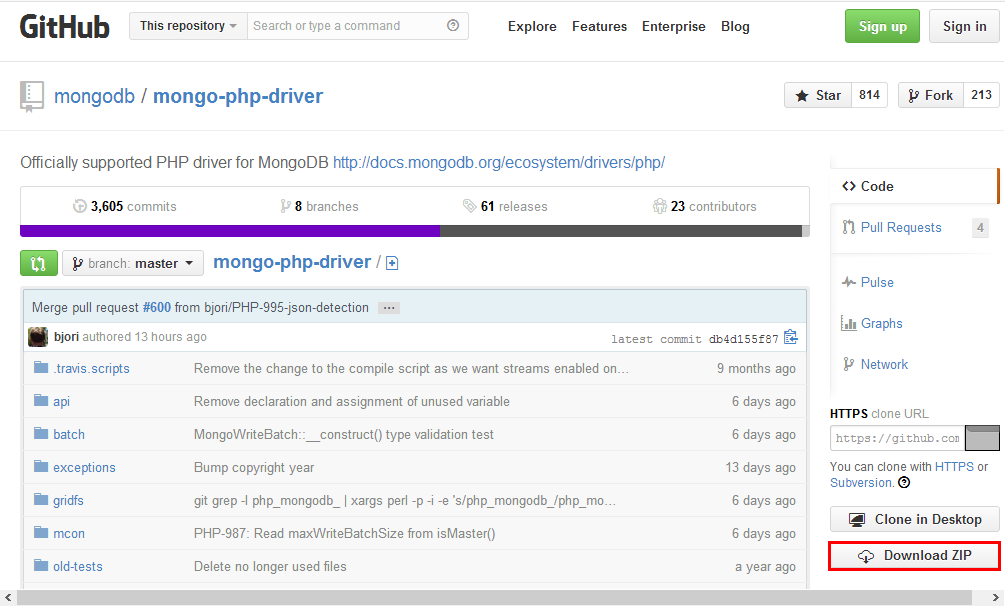 GitHub This repository Search or type a command Explore Features Enterprise Blog Sign up Sign in
mongodb / mongo-php-driver Star 814 Fork 213
Officially supported PHP driver for MongoDB http://docs.mongodb.org/ecosystem/drivers/php/
3,605 commits 8 branches 61 releases 23 contributors
branch: master mongo-php-driver /
Merge pull request #600 from bjori/PHP-995-json-detection ...
bjori authored 13 hours ago latest commit db4d155f87
.travis.scripts Remove the change to the compile script as we want streams enabled on… 9 months ago
api Remove declaration and assignment of unused variable 6 days ago
batch MongoWriteBatch::__construct() type validation test 6 days ago
exceptions Bump copyright year 13 days ago
gridfs git grep -l php_mongodb_ | xargs perl -p -i -e 's/php_mongodb_/php_mo… 6 days ago
mcon PHP-987: Read maxWriteBatchSize from isMaster() 6 days ago
old-tests Delete no longer used files a year ago
Code
Pull Requests 4
Pulse
Graphs
Network
HTTPS clone URL
https://github.com
You can clone with HTTPS or
Subversion.
Clone in Desktop
Download ZIP